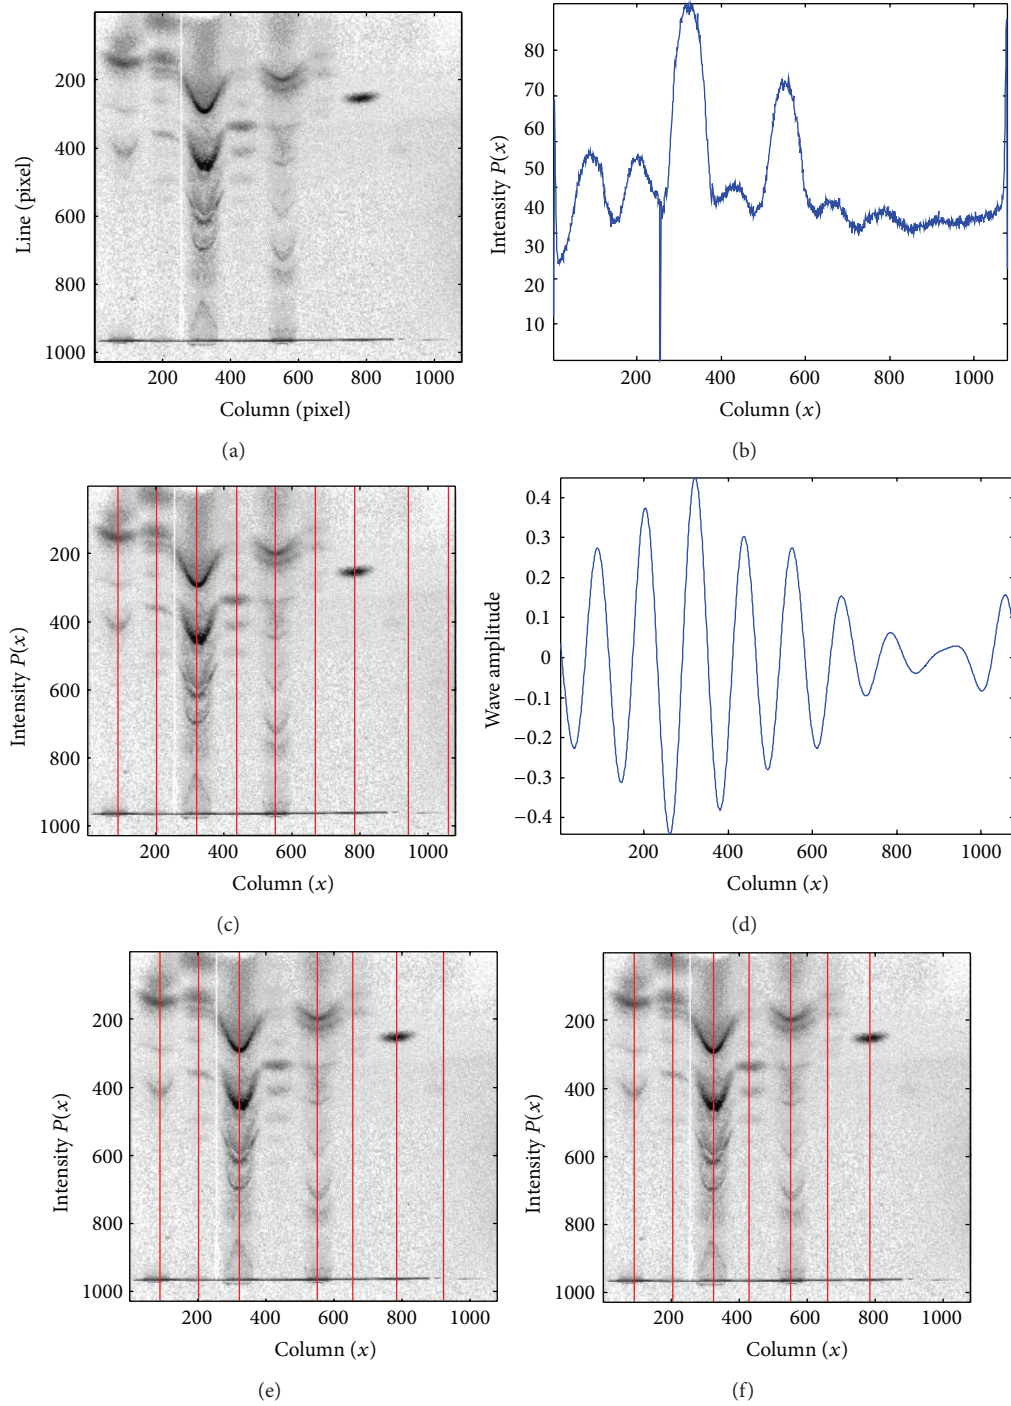 200
400
600
800
1000
Line (pixel)
200 400 600 800 1000
Column (pixel)
(a)
80
70
60
50
40
30
20
10
Intensity P(x)
200 400 600 800 1000
Column (x)
(b)
200
400
600
800
1000
Intensity P(x)
200 400 600 800 1000
Column (x)
(c)
0.4
0.3
0.2
0.1
0
−0.1
−0.2
−0.3
−0.4
Wave amplitude
200 400 600 800 1000
Column (x)
(d)
200
400
600
800
1000
Intensity P(x)
200 400 600 800 1000
Column (x)
(e)
200
400
600
800
1000
Intensity P(x)
200 400 600 800 1000
Column (x)
(f)